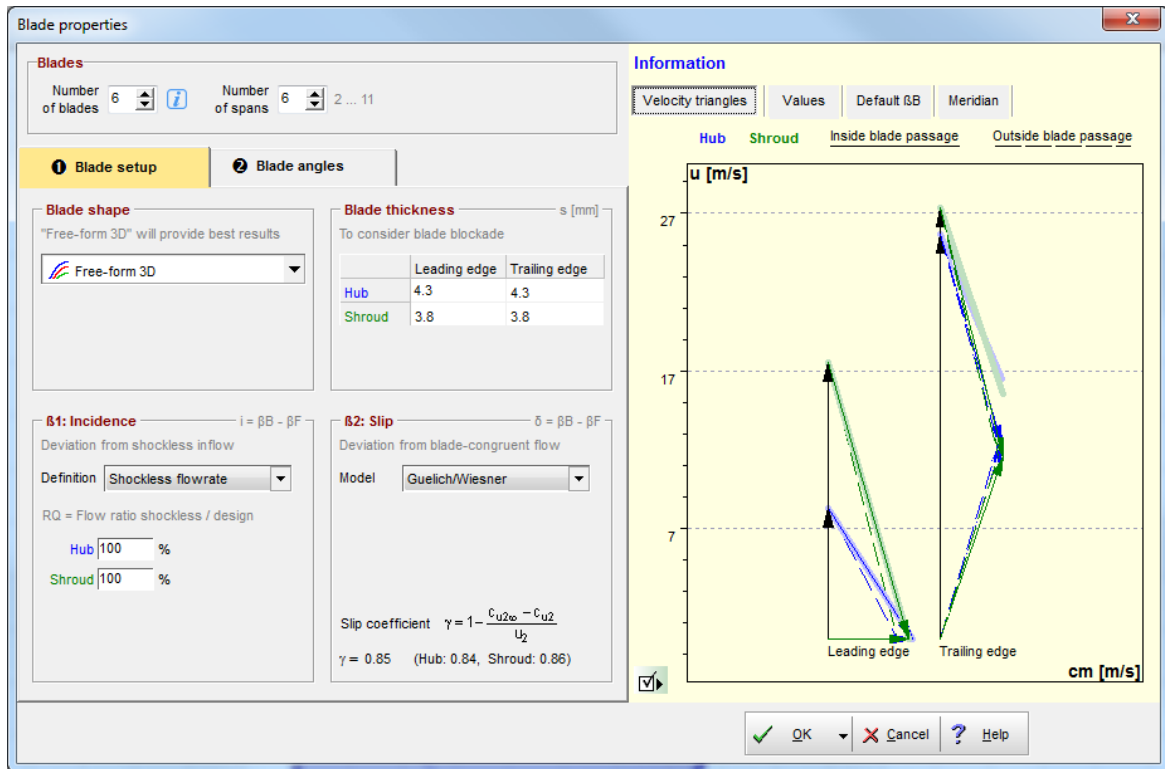 Blade properties
Blades
Number of blades 6 i Number of spans 6 2 ... 11
❶ Blade setup ❷ Blade angles
Blade shape
"Free-form 3D" will provide best results
Free-form 3D
Blade thickness s [mm]
To consider blade blockade
Leading edge Trailing edge
Hub 4.3 4.3
Shroud 3.8 3.8
ß1: Incidence i = βB - βF
Deviation from shockless inflow
Definition Shockless flowrate
RQ = Flow ratio shockless / design
Hub 100 %
Shroud 100 %
ß2: Slip δ = βB - βF
Deviation from blade-congruent flow
Model Guelich/Wiesner
Slip coefficient γ = 1 - (cu2∞ - cu2) / u2
γ = 0.85 (Hub: 0.84, Shroud: 0.86)
Information
Velocity triangles Values Default ßB Meridian
Hub Shroud Inside blade passage Outside blade passage
u [m/s]
27
17
7
Leading edge Trailing edge
cm [m/s]
OK Cancel ? Help